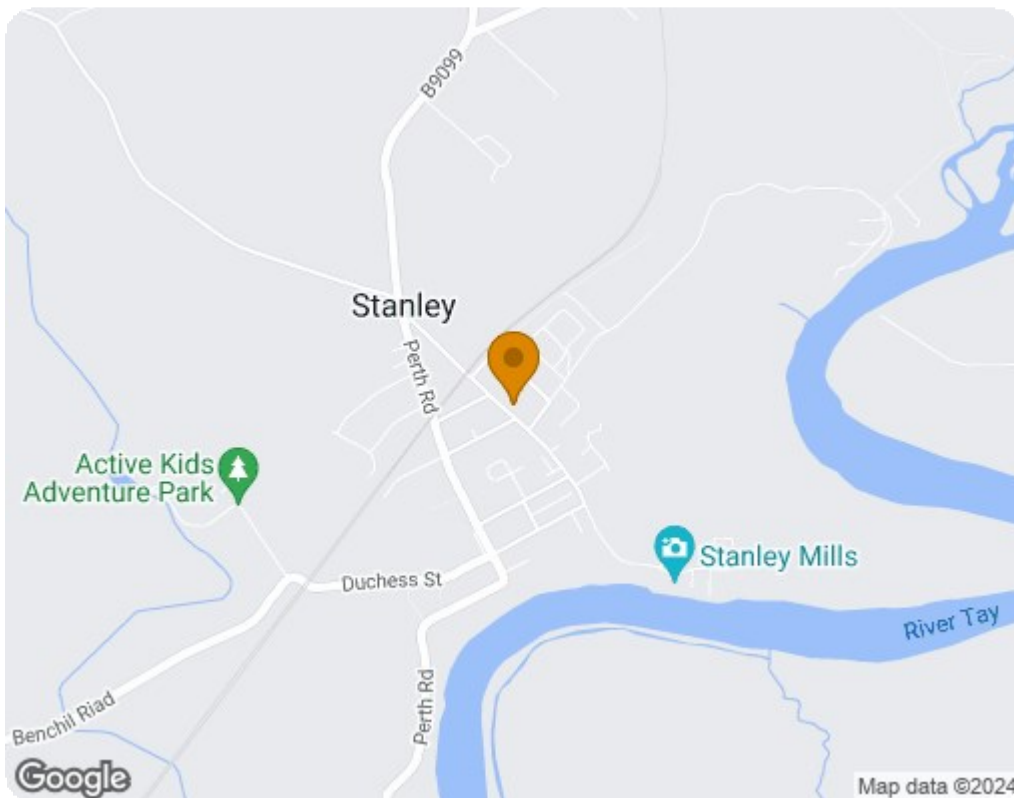 B9099
Stanley
Perth Rd
Active Kids
Adventure Park
Stanley Mills
Duchess St
River Tay
Perth Rd
Benchil Riad
Google
Map data ©2024